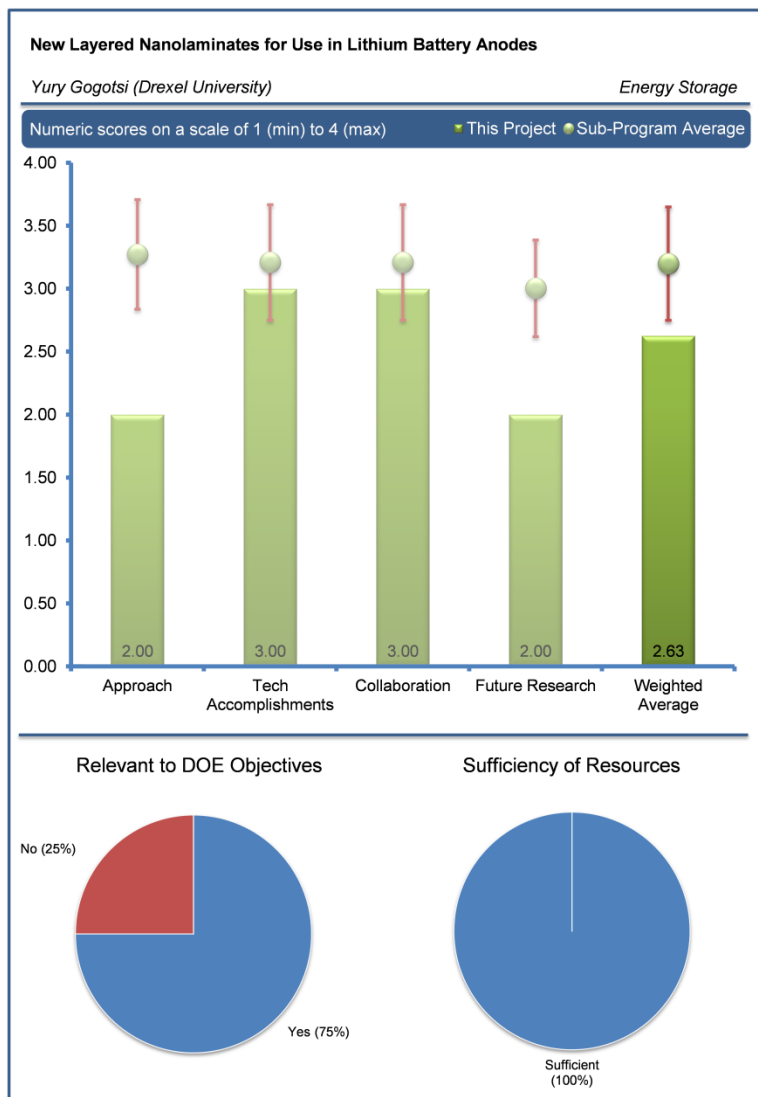 New Layered Nanolaminates for Use in Lithium Battery Anodes
Yury Gogotsi (Drexel University) Energy Storage
Numeric scores on a scale of 1 (min) to 4 (max) This Project Sub-Program Average
4.00
3.50
3.00
2.50
2.00
1.50
1.00
0.50
0.00
2.00 3.00 3.00 2.00 2.63
Approach Tech Accomplishments Collaboration Future Research Weighted Average
Relevant to DOE Objectives Sufficiency of Resources
No (25%)
Yes (75%)
Sufficient
(100%)